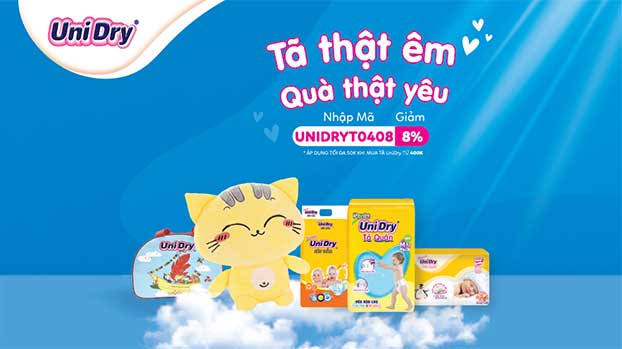 UniDry
Tã thật êm
Quà thật yêu
Nhập Mã Giảm
UNIDRYT0408 8%
* ÁP DỤNG TỐI ĐA 50K KHI MUA TÃ UniDry TỪ 400K
UniDry
UniDry
UniDry
UniDry
Tã Quần
UniDry